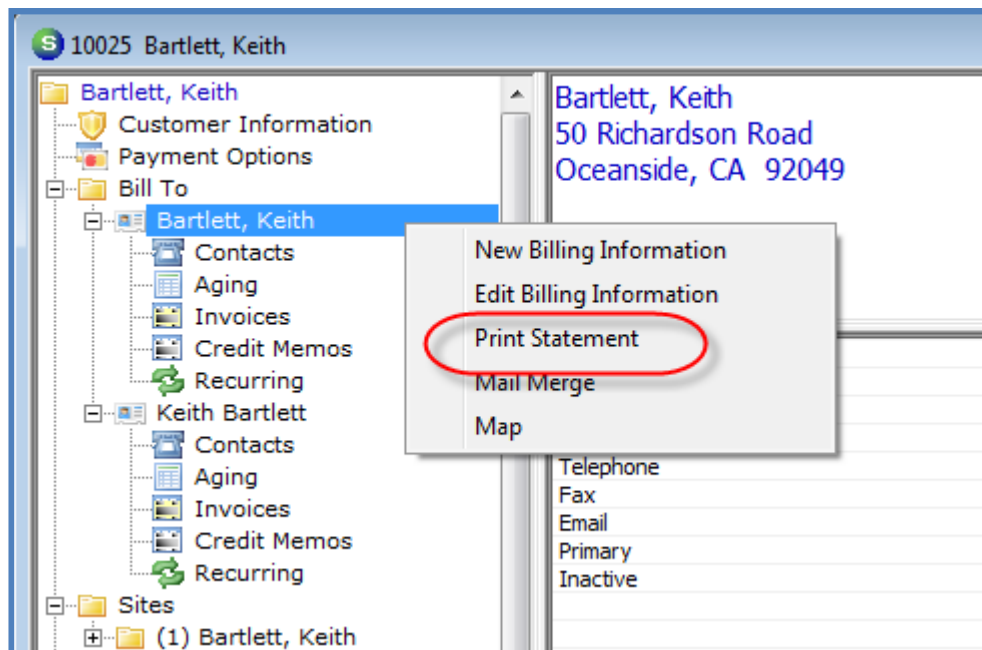 S 10025 Bartlett, Keith
Bartlett, Keith
Customer Information
Payment Options
Bill To
Bartlett, Keith
Contacts
Aging
Invoices
Credit Memos
Recurring
Keith Bartlett
Contacts
Aging
Invoices
Credit Memos
Recurring
Sites
(1) Bartlett, Keith
New Billing Information
Edit Billing Information
Print Statement
Mail Merge
Map
Bartlett, Keith
50 Richardson Road
Oceanside, CA 92049
Telephone
Fax
Email
Primary
Inactive